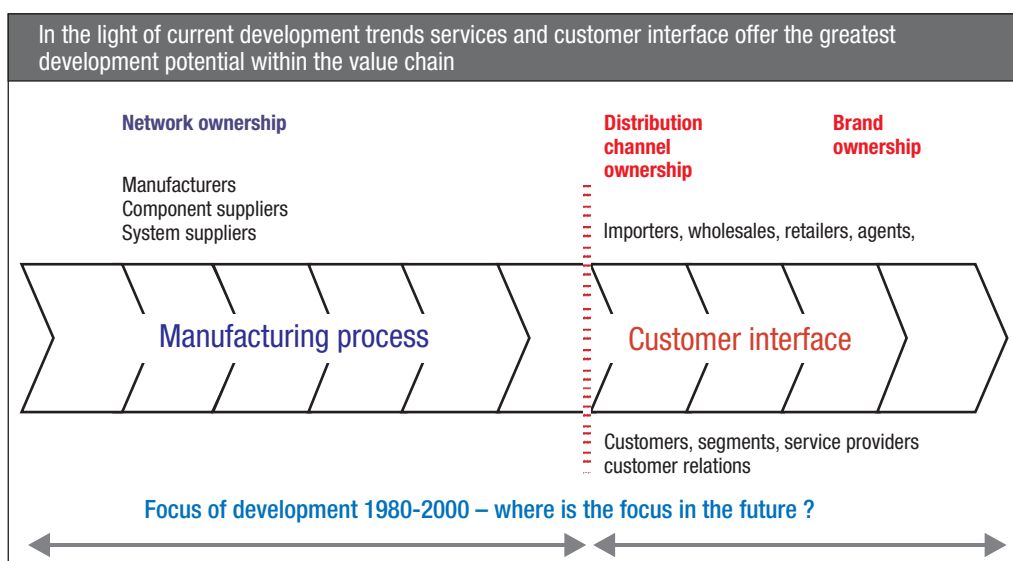 In the light of current development trends services and customer interface offer the greatest
development potential within the value chain
Network ownership
Distribution
channel
ownership
Brand
ownership
Manufacturers
Component suppliers
System suppliers
Importers, wholesales, retailers, agents,
Manufacturing process
Customer interface
Customers, segments, service providers
customer relations
Focus of development 1980-2000 – where is the focus in the future ?